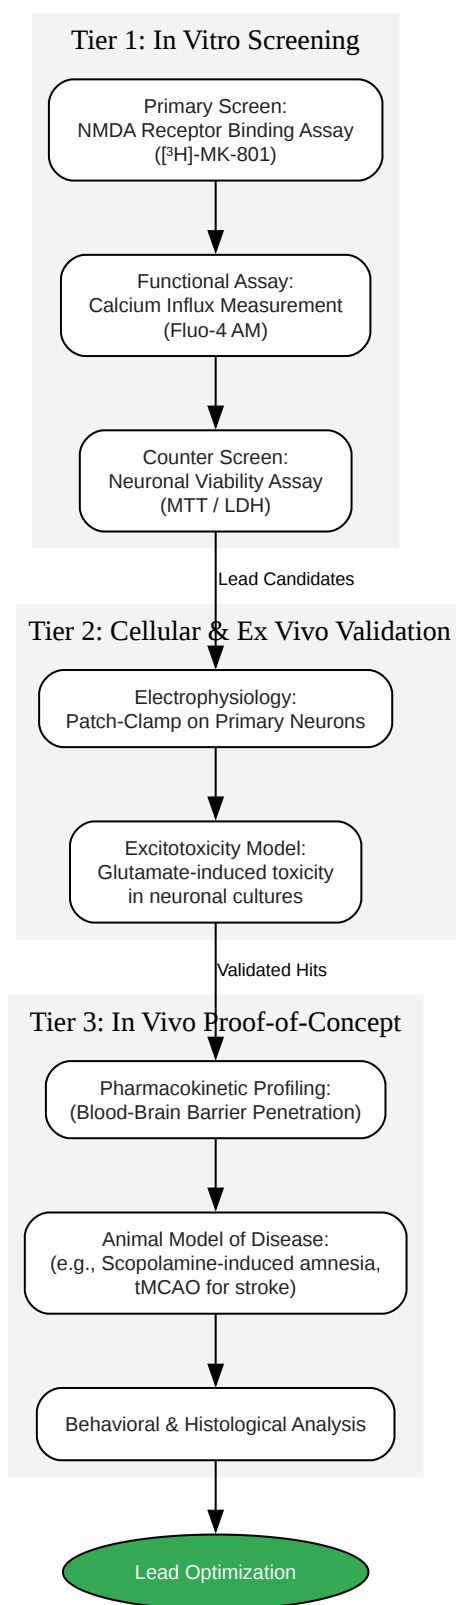 Tier 1: In Vitro Screening
Primary Screen:
NMDA Receptor Binding Assay
([³H]-MK-801)
Functional Assay:
Calcium Influx Measurement
(Fluo-4 AM)
Counter Screen:
Neuronal Viability Assay
(MTT / LDH)
Lead Candidates
Tier 2: Cellular & Ex Vivo Validation
Electrophysiology:
Patch-Clamp on Primary Neurons
Excitotoxicity Model:
Glutamate-induced toxicity
in neuronal cultures
Validated Hits
Tier 3: In Vivo Proof-of-Concept
Pharmacokinetic Profiling:
(Blood-Brain Barrier Penetration)
Animal Model of Disease:
(e.g., Scopolamine-induced amnesia,
tMCAO for stroke)
Behavioral & Histological Analysis
Lead Optimization